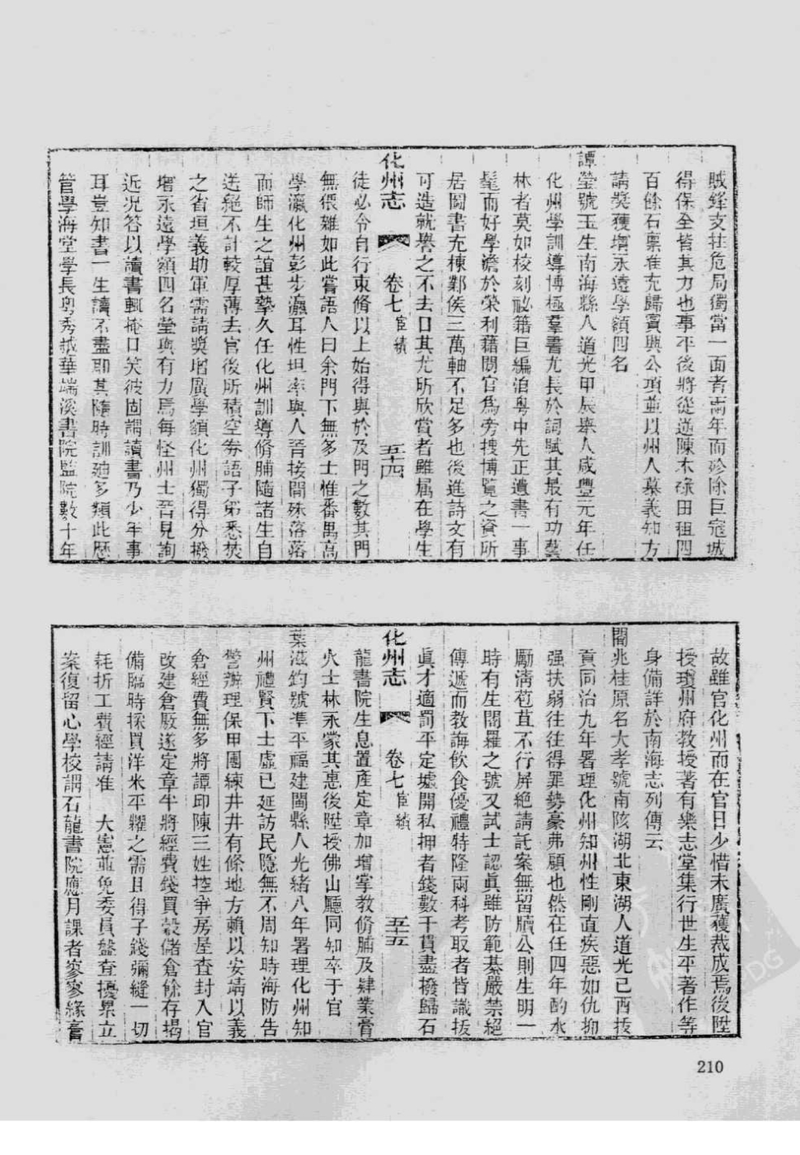 賊鋒支拄危局獨當一面者兩年而殄除巨寇城
得保全皆其力也事平後將從逆陳木碌田租四
百餘石稟准充歸賓興公項並以州人募義知方
請獎獲增永遠學額四名
譚瑩號玉生南海縣人道光甲辰舉人咸豐元年任
化州學訓導博極羣書尤長於詞賦其最有功藝
林者莫如校刻祕籍巨編洎粤中先正遺書一事
髦而好學澹於榮利藉閒官爲旁搜博覽之資所
居閣書充棟鄴侯三萬軸不足多也後進詩文有
可造就譽之不去口其尤所欣賞者雖属在學生
化州志 卷七宦績 五十四
徒必令自行束脩以上始得與於及門之數其門
無偎雜如此嘗語人曰余門下無多士惟番禺高
學瀛化州彭步瀛耳性坦率與人晉接間殊落落
而師生之誼甚摯久任化州訓導脩脯隨諸生自
送絕不計較厚薄去官後所積空劵語子弟悉焚
之省垣義助軍需請獎增廣學額化州獨得分撥
增永遠學額四名瑩與有力焉每怪州士晉見詢
近况答以讀書輒掩口笑彼固謂讀書乃少年事
耳豈知書一生讀不盡耶其隨時訓廸多類此歷
管學海堂學長粤秀越華端溪書院監院數十年
故雖官化州而在官日少惜未廣獲裁成焉後陞
授瓊州府教授著有樂志堂集行世生平著作等
身備詳於南海志列傳云
閻兆桂原名大孝號南陔湖北東湖人道光己酉拔
貢同治九年署理化州知州性剛直疾惡如仇抑
强扶弱往往得罪勢豪弗顧也然在任四年酌水
勵淸苞苴不行屏絕請託案無留牘公則生明一
時有生閻羅之號又試士認眞雖防範綦嚴禁絕
傳遞而教誨飲食優禮特隆兩科考取者皆識拔
眞才適罰平定墟開私押者錢數千貫盡撥歸石
化州志 卷七宦績 五十五
龍書院生息置產定章加增掌教脩脯及肄業膏
火士林永蒙其惠後陞授佛山廳同知卒于官
葉滋鈞號準平福建閩縣人光緖八年署理化州知
州禮賢下士虛己延訪民隱無不周知時海防告
警辦理保甲團練井井有條地方賴以安堵以義
倉經費無多將譚印陳三姓控爭房屋查封入官
改建倉廒遂定章牛將經費錢買穀儲倉餘存揭
備臨時採買洋米平糶之需且得子錢彌縫一切
耗折工費經請准 大憲並免委員盤查擾累立
案復留心學校謂石龍書院應月課者寥寥緣膏
210